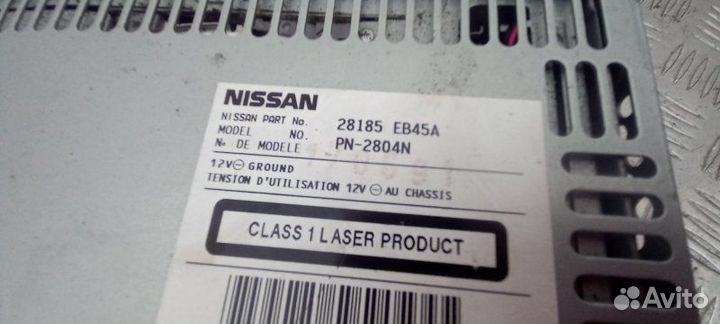 NISSAN
NISSAN PART No. 28185 EB45A
MODEL NO. PN-2804N
No DE MODELE
12V⊖ GROUND
TENSION D'UTILISATION 12V⊖ AU CHASSIS
CLASS 1 LASER PRODUCT
Avito